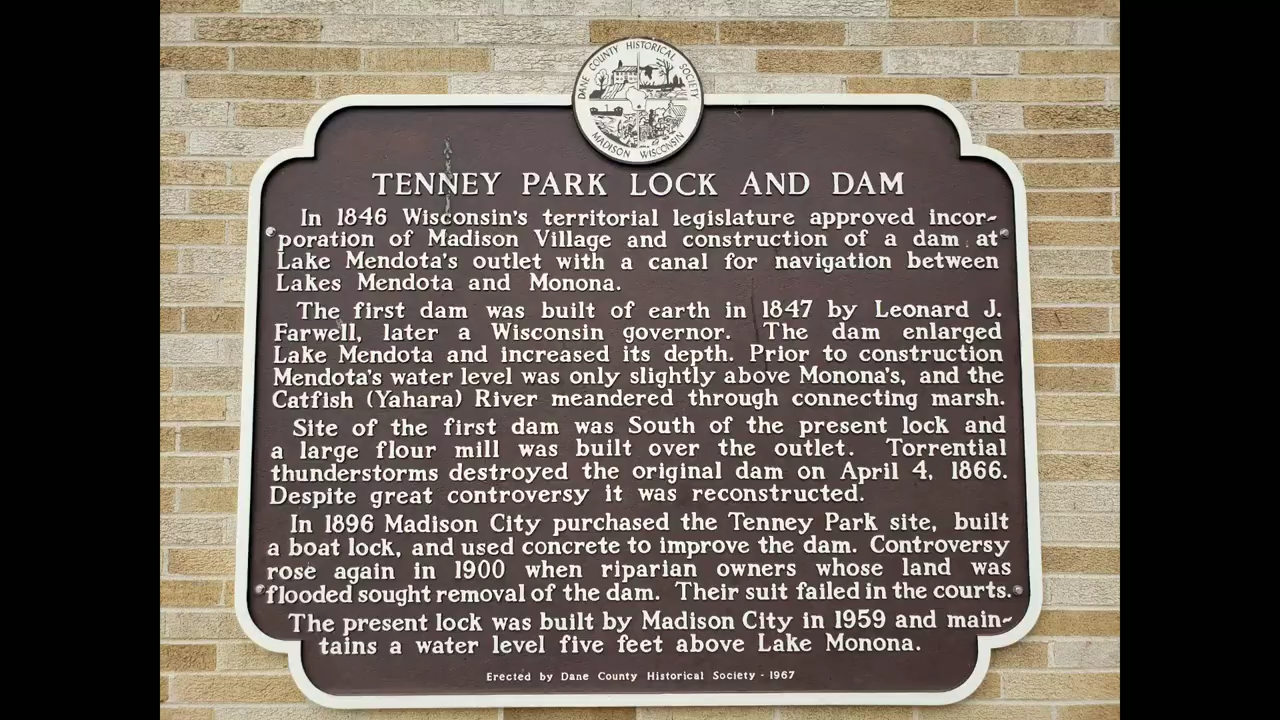 DANE COUNTY HISTORICAL SOCIETY
MADISON WISCONSIN
TENNEY PARK LOCK AND DAM
In 1846 Wisconsin's territorial legislature approved incor-
poration of Madison Village and construction of a dam at
Lake Mendota's outlet with a canal for navigation between
Lakes Mendota and Monona.
The first dam was built of earth in 1847 by Leonard J.
Farwell, later a Wisconsin governor. The dam enlarged
Lake Mendota and increased its depth. Prior to construction
Mendota's water level was only slightly above Monona's, and the
Catfish (Yahara) River meandered through connecting marsh.
Site of the first dam was South of the present lock and
a large flour mill was built over the outlet. Torrential
thunderstorms destroyed the original dam on April 4, 1866.
Despite great controversy it was reconstructed.
In 1896 Madison City purchased the Tenney Park site, built
a boat lock, and used concrete to improve the dam. Controversy
rose again in 1900 when riparian owners whose land was
flooded sought removal of the dam. Their suit failed in the courts.
The present lock was built by Madison City in 1959 and main-
tains a water level five feet above Lake Monona.
Erected by Dane County Historical Society - 1967